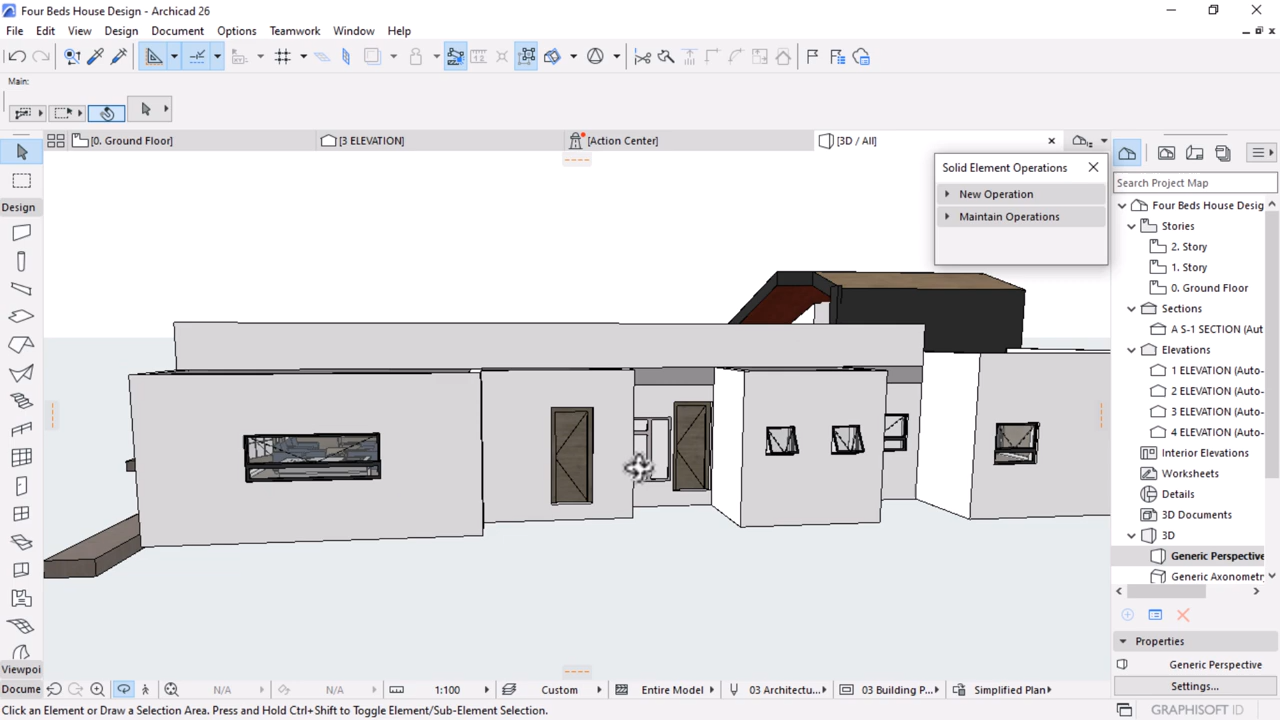 Four Beds House Design - Archicad 26
File Edit View Design Document Options Teamwork Window Help
Main:
[0. Ground Floor]
[3 ELEVATION]
[Action Center]
[3D / All]
Solid Element Operations
New Operation
Maintain Operations
Search Project Map
Four Beds House Desig
Stories
2. Story
1. Story
0. Ground Floor
Sections
A S-1 SECTION (Aut
Elevations
1 ELEVATION (Auto-
2 ELEVATION (Auto-
3 ELEVATION (Auto-
4 ELEVATION (Auto-
Interior Elevations
Worksheets
Details
3D Documents
3D
Generic Perspective
Generic Axonometr
Properties
Generic Perspective
Settings...
Design
Viewpoi
Docume
N/A
N/A
1:100
Custom
Entire Model
03 Architectu...
03 Building P...
Simplified Plan
Click an Element or Draw a Selection Area. Press and Hold Ctrl+Shift to Toggle Element/Sub-Element Selection.
GRAPHISOFT ID